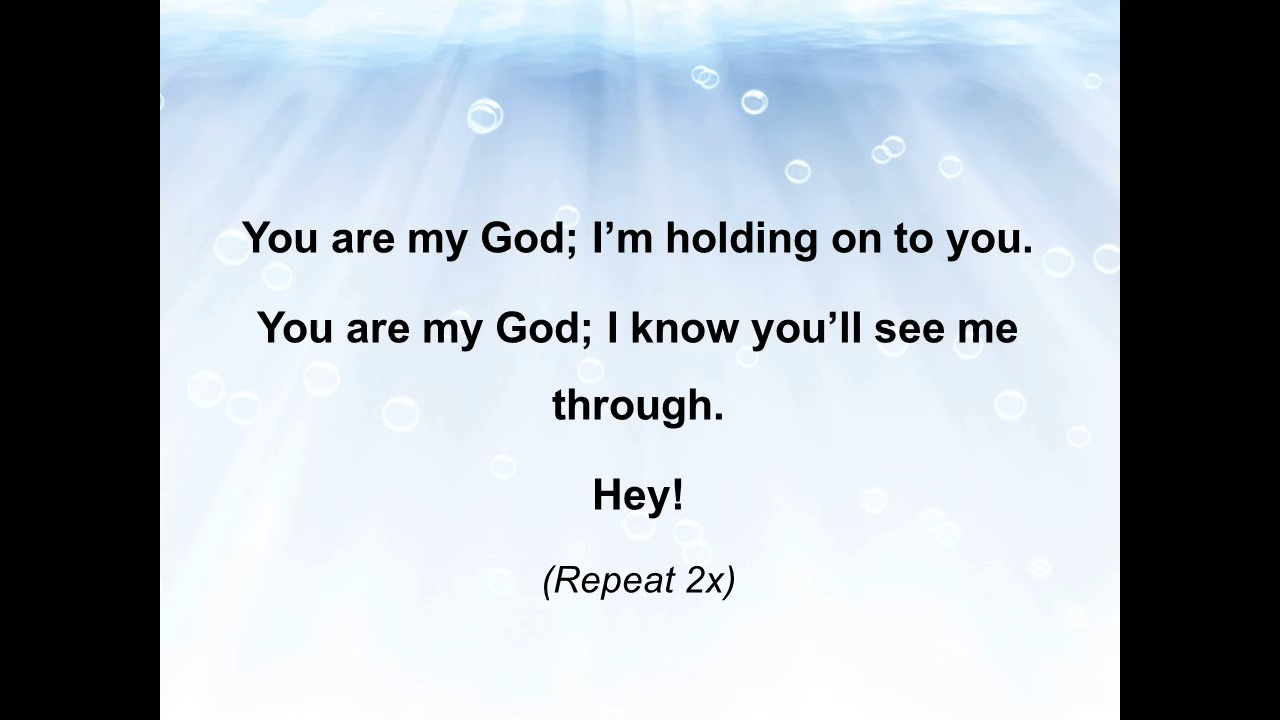 You are my God; I’m holding on to you.
You are my God; I know you’ll see me
through.
Hey!
(Repeat 2x)